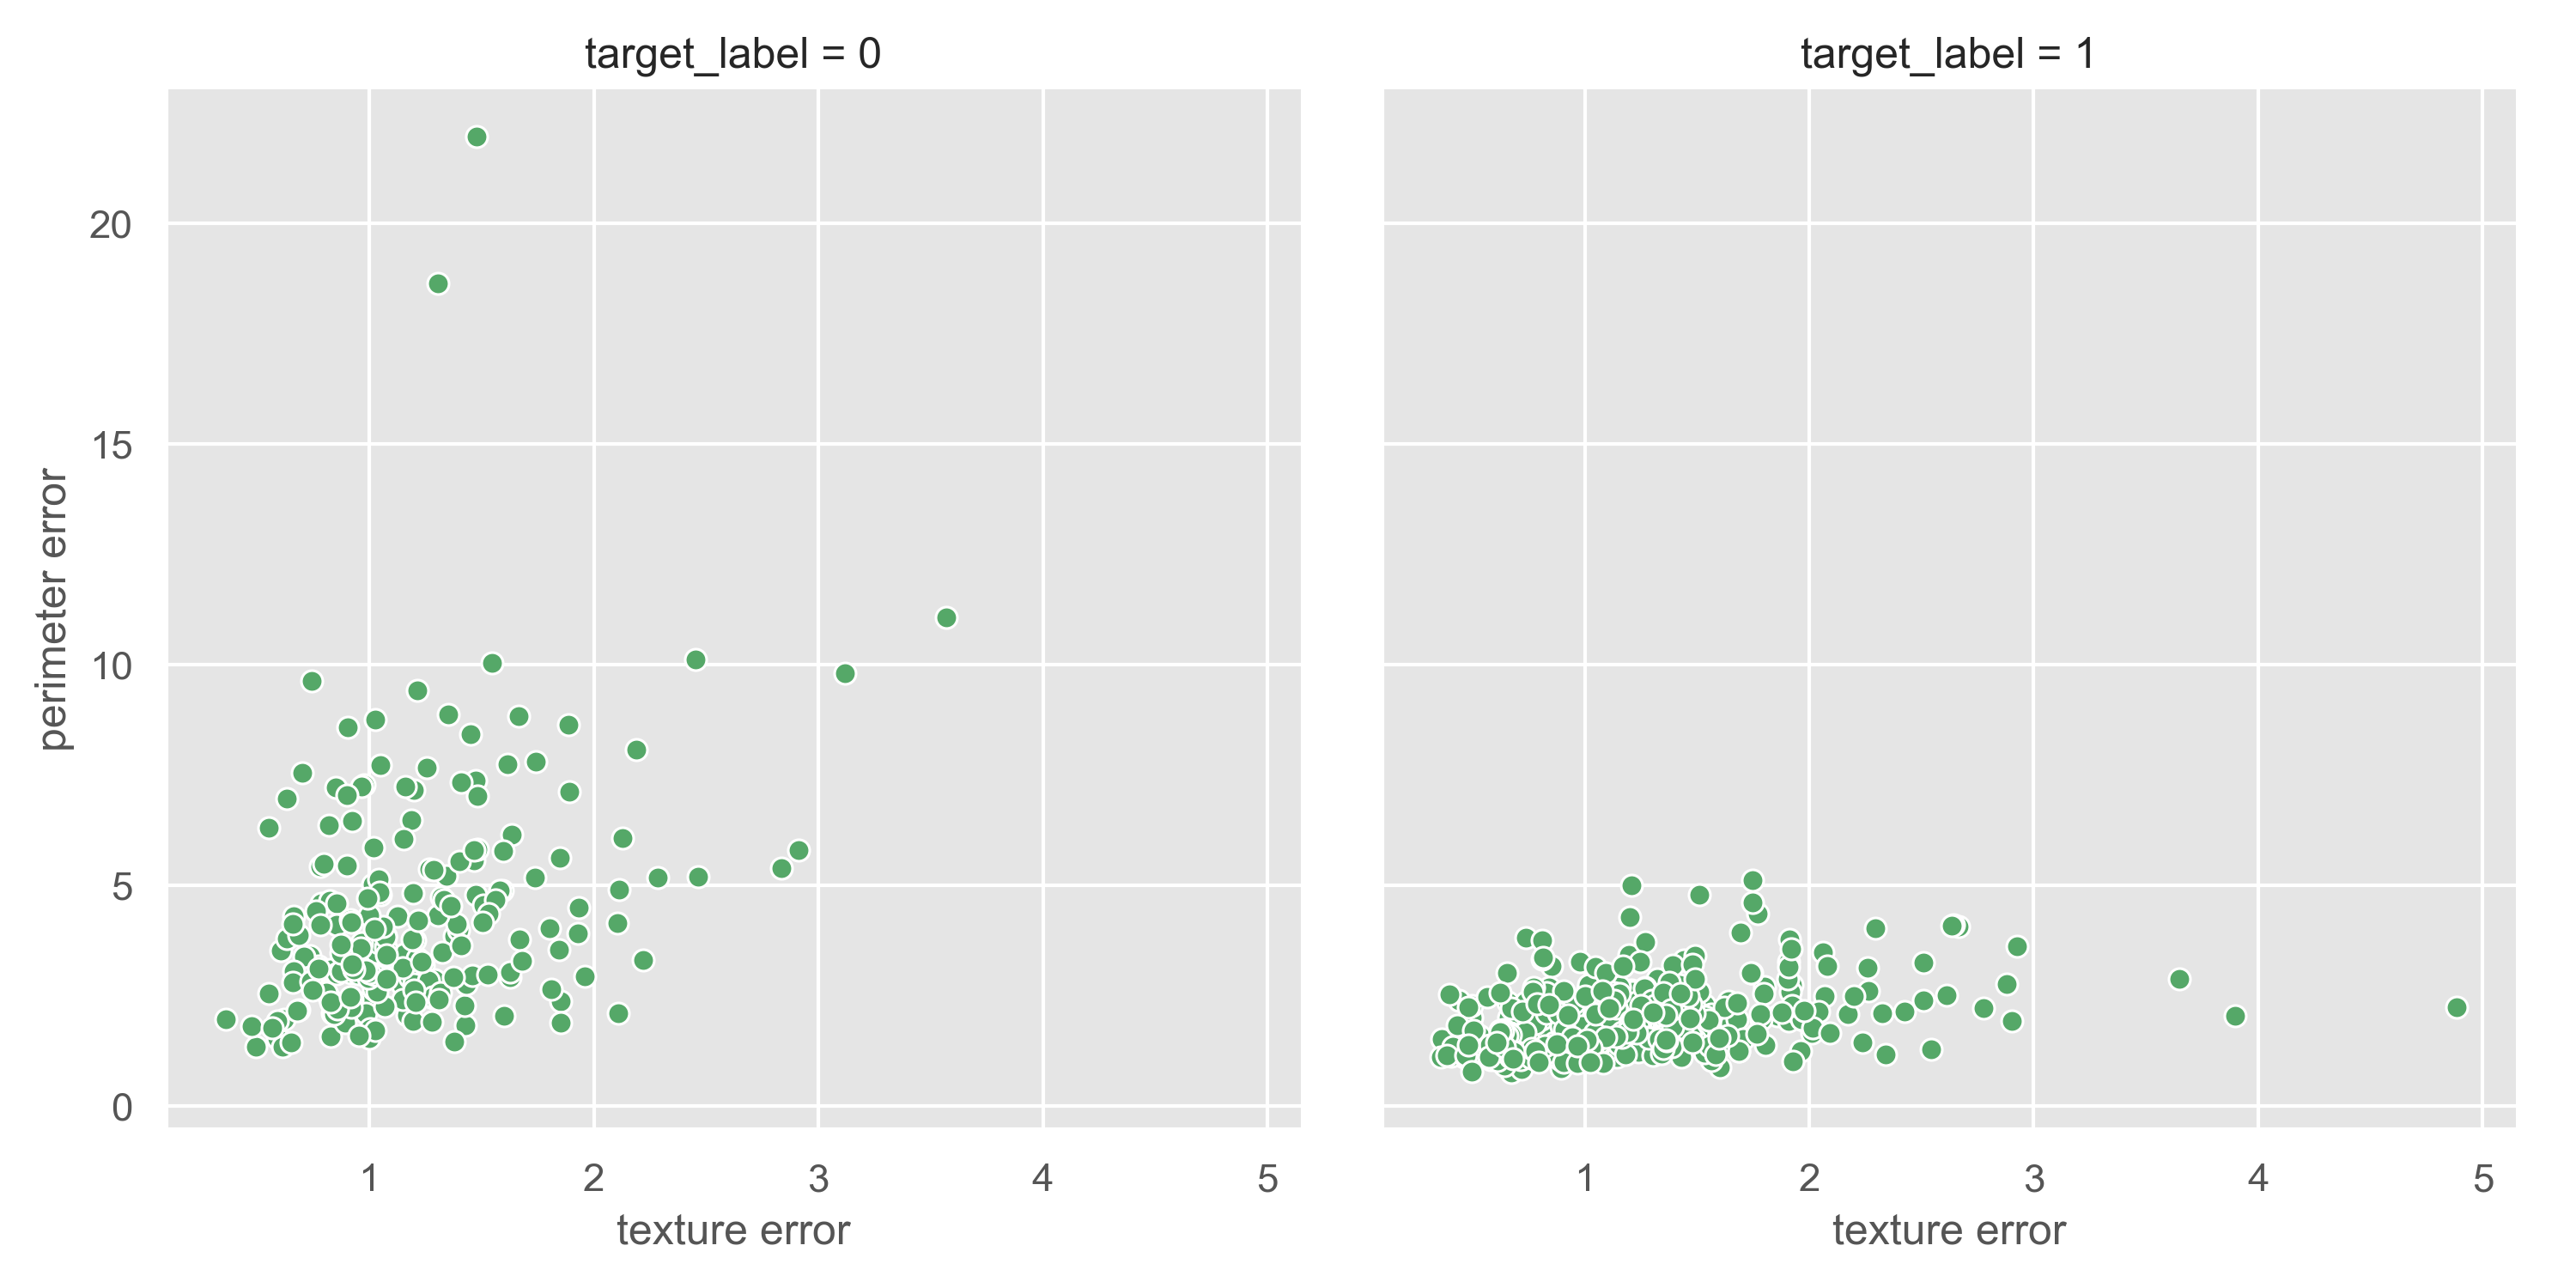 target_label = 0
target_label = 1
perimeter error
20
15
10
5
0
1 2 3 4 5
1 2 3 4 5
texture error
texture error